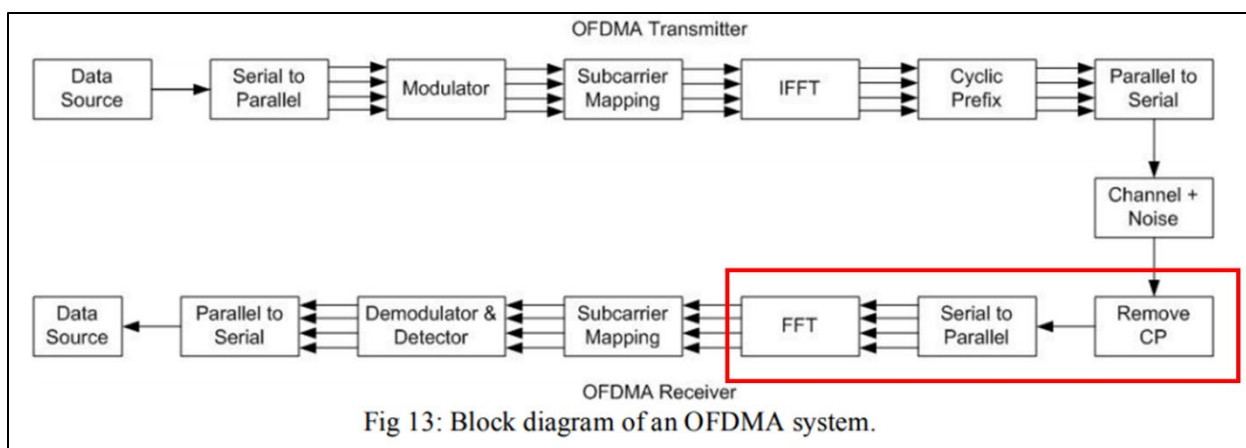 OFDMA Transmitter
Data
Source
Serial to
Parallel
Modulator
Subcarrier
Mapping
IFFT
Cyclic
Prefix
Parallel to
Serial
Channel +
Noise
Data
Source
Parallel to
Serial
Demodulator &
Detector
Subcarrier
Mapping
FFT
Serial to
Parallel
Remove
CP
OFDMA Receiver
Fig 13: Block diagram of an OFDMA system.